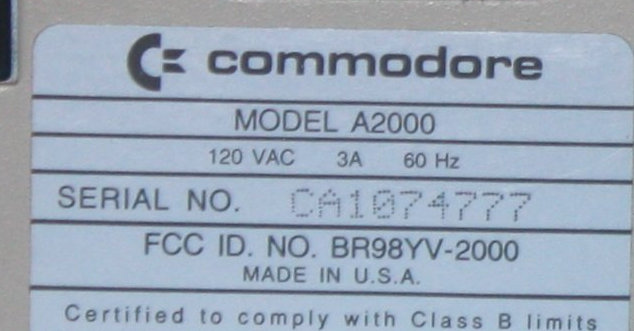 commodore
MODEL A2000
120 VAC 3A 60 Hz
SERIAL NO. CA1074777
FCC ID. NO. BR98YV-2000
MADE IN U.S.A.
Certified to comply with Class B limits